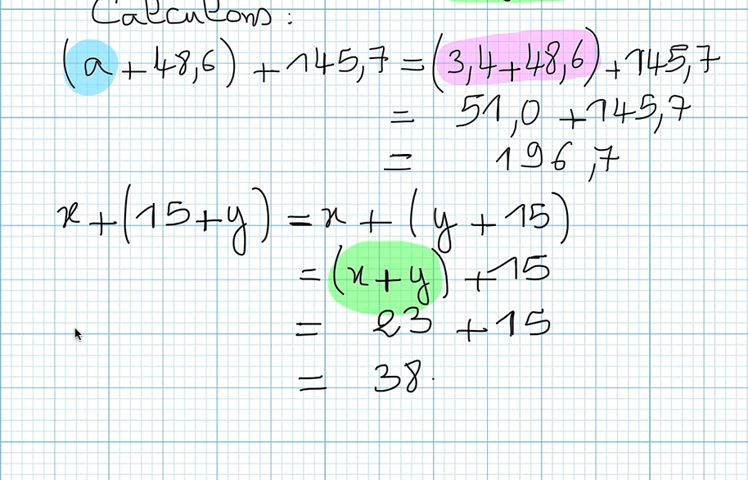 Calculons :
(a + 48,6) + 145,7 = (3,4 + 48,6) + 145,7
= 51,0 + 145,7
= 196,7
x + (15 + y) = x + (y + 15)
= (x + y) + 15
= 23 + 15
= 38.